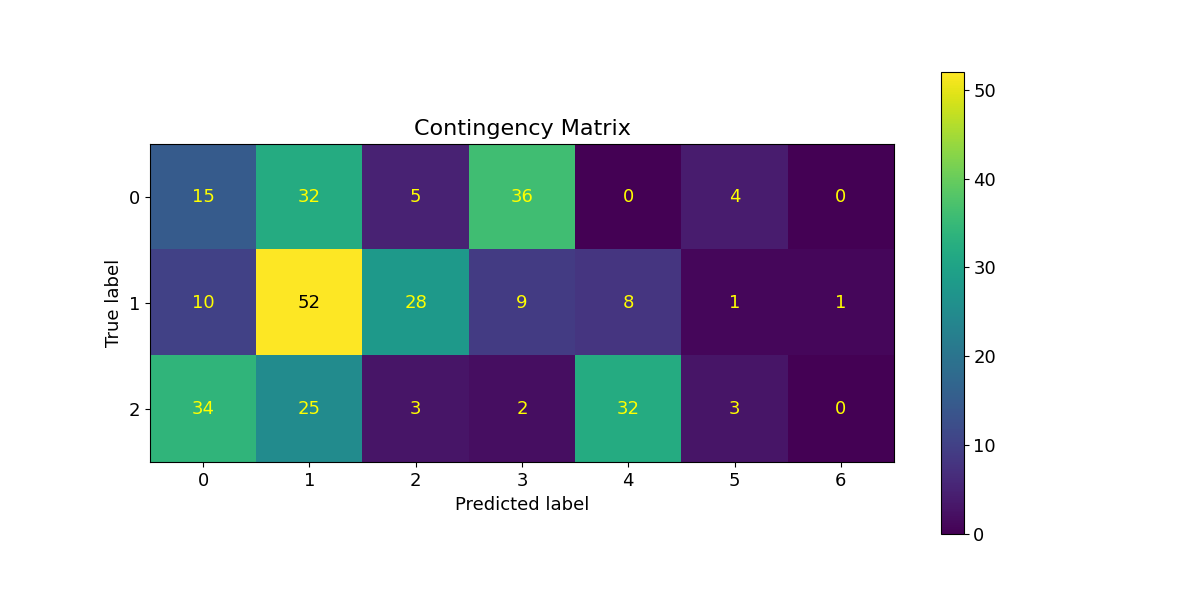 Contingency Matrix
50
40
30
20
10
0
True label
0 15 32 5 36 0 4 0
1 10 52 28 9 8 1 1
2 34 25 3 2 32 3 0
0 1 2 3 4 5 6
Predicted label